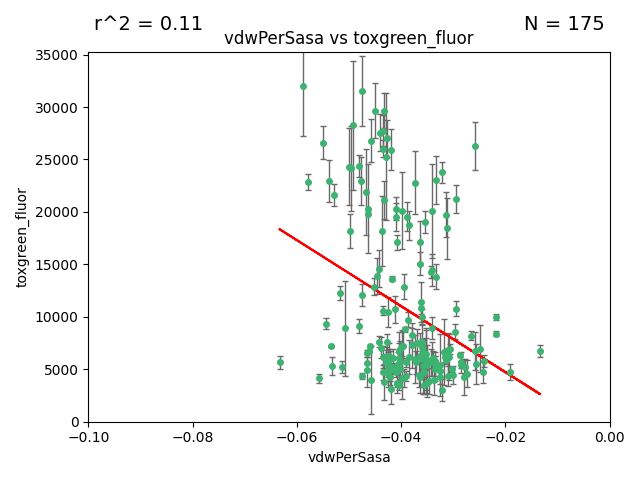 r^2 = 0.11
N = 175
vdwPerSasa vs toxgreen_fluor
toxgreen_fluor
35000
30000
25000
20000
15000
10000
5000
0
−0.10
−0.08
−0.06
−0.04
−0.02
0.00
vdwPerSasa